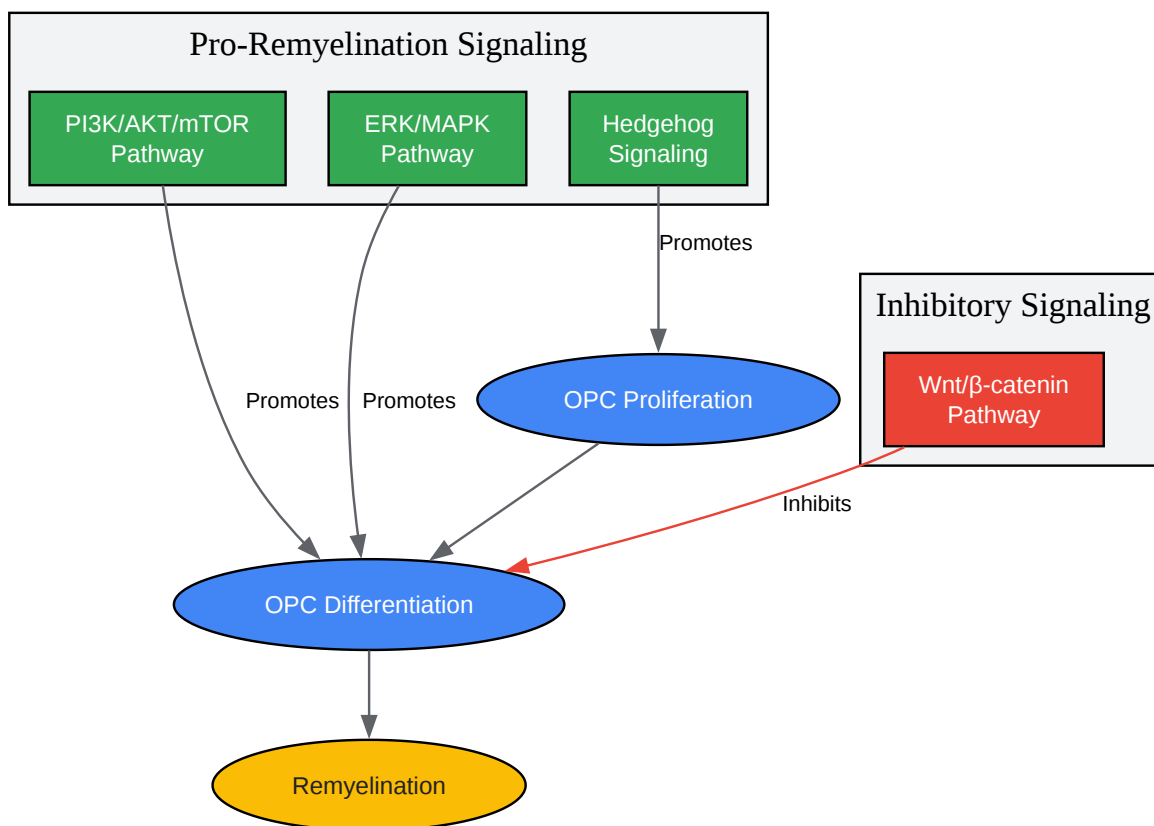 Pro-Remyelination Signaling
PI3K/AKT/mTOR
Pathway
ERK/MAPK
Pathway
Hedgehog
Signaling
Promotes
Inhibitory Signaling
Wnt/β-catenin
Pathway
Promotes
Promotes
OPC Proliferation
Inhibits
OPC Differentiation
Remyelination